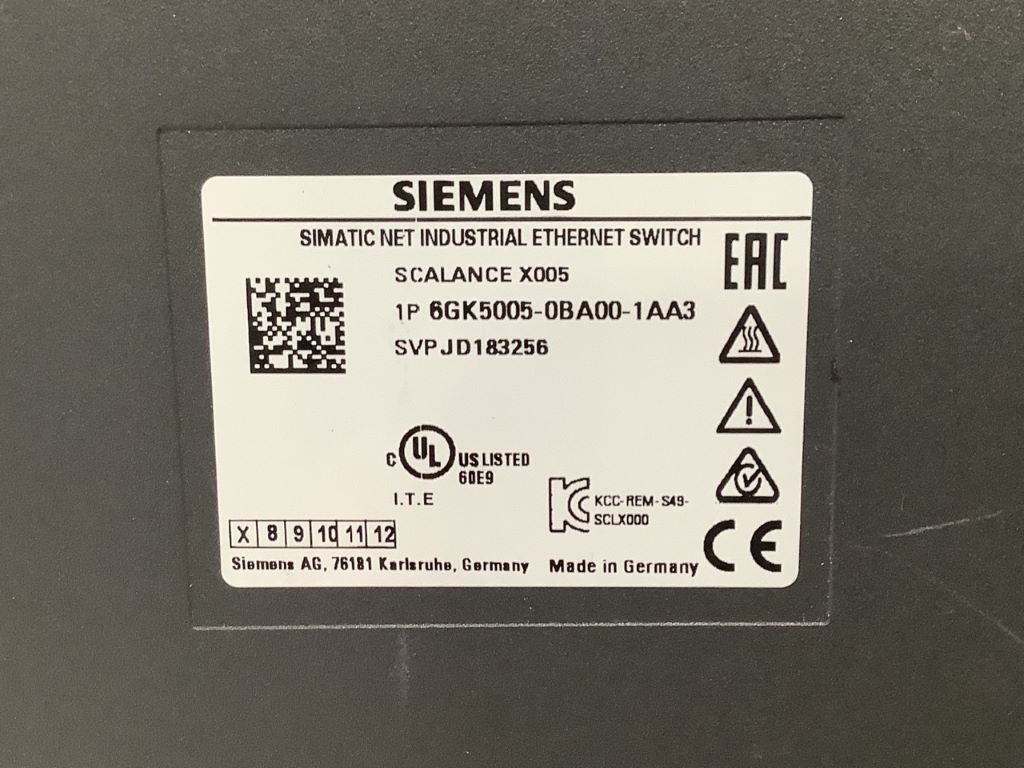 SIEMENS
SIMATIC NET INDUSTRIAL ETHERNET SWITCH
EAC
SCALANCE X005
1P 6GK5005-0BA00-1AA3
SVPJD183256
C UL US LISTED
60E9
I.T.E
KCC-REM-S49-
SCLX000
X 8 9 10 11 12
CE
Siemens AG, 76181 Karlsruhe, Germany Made in Germany